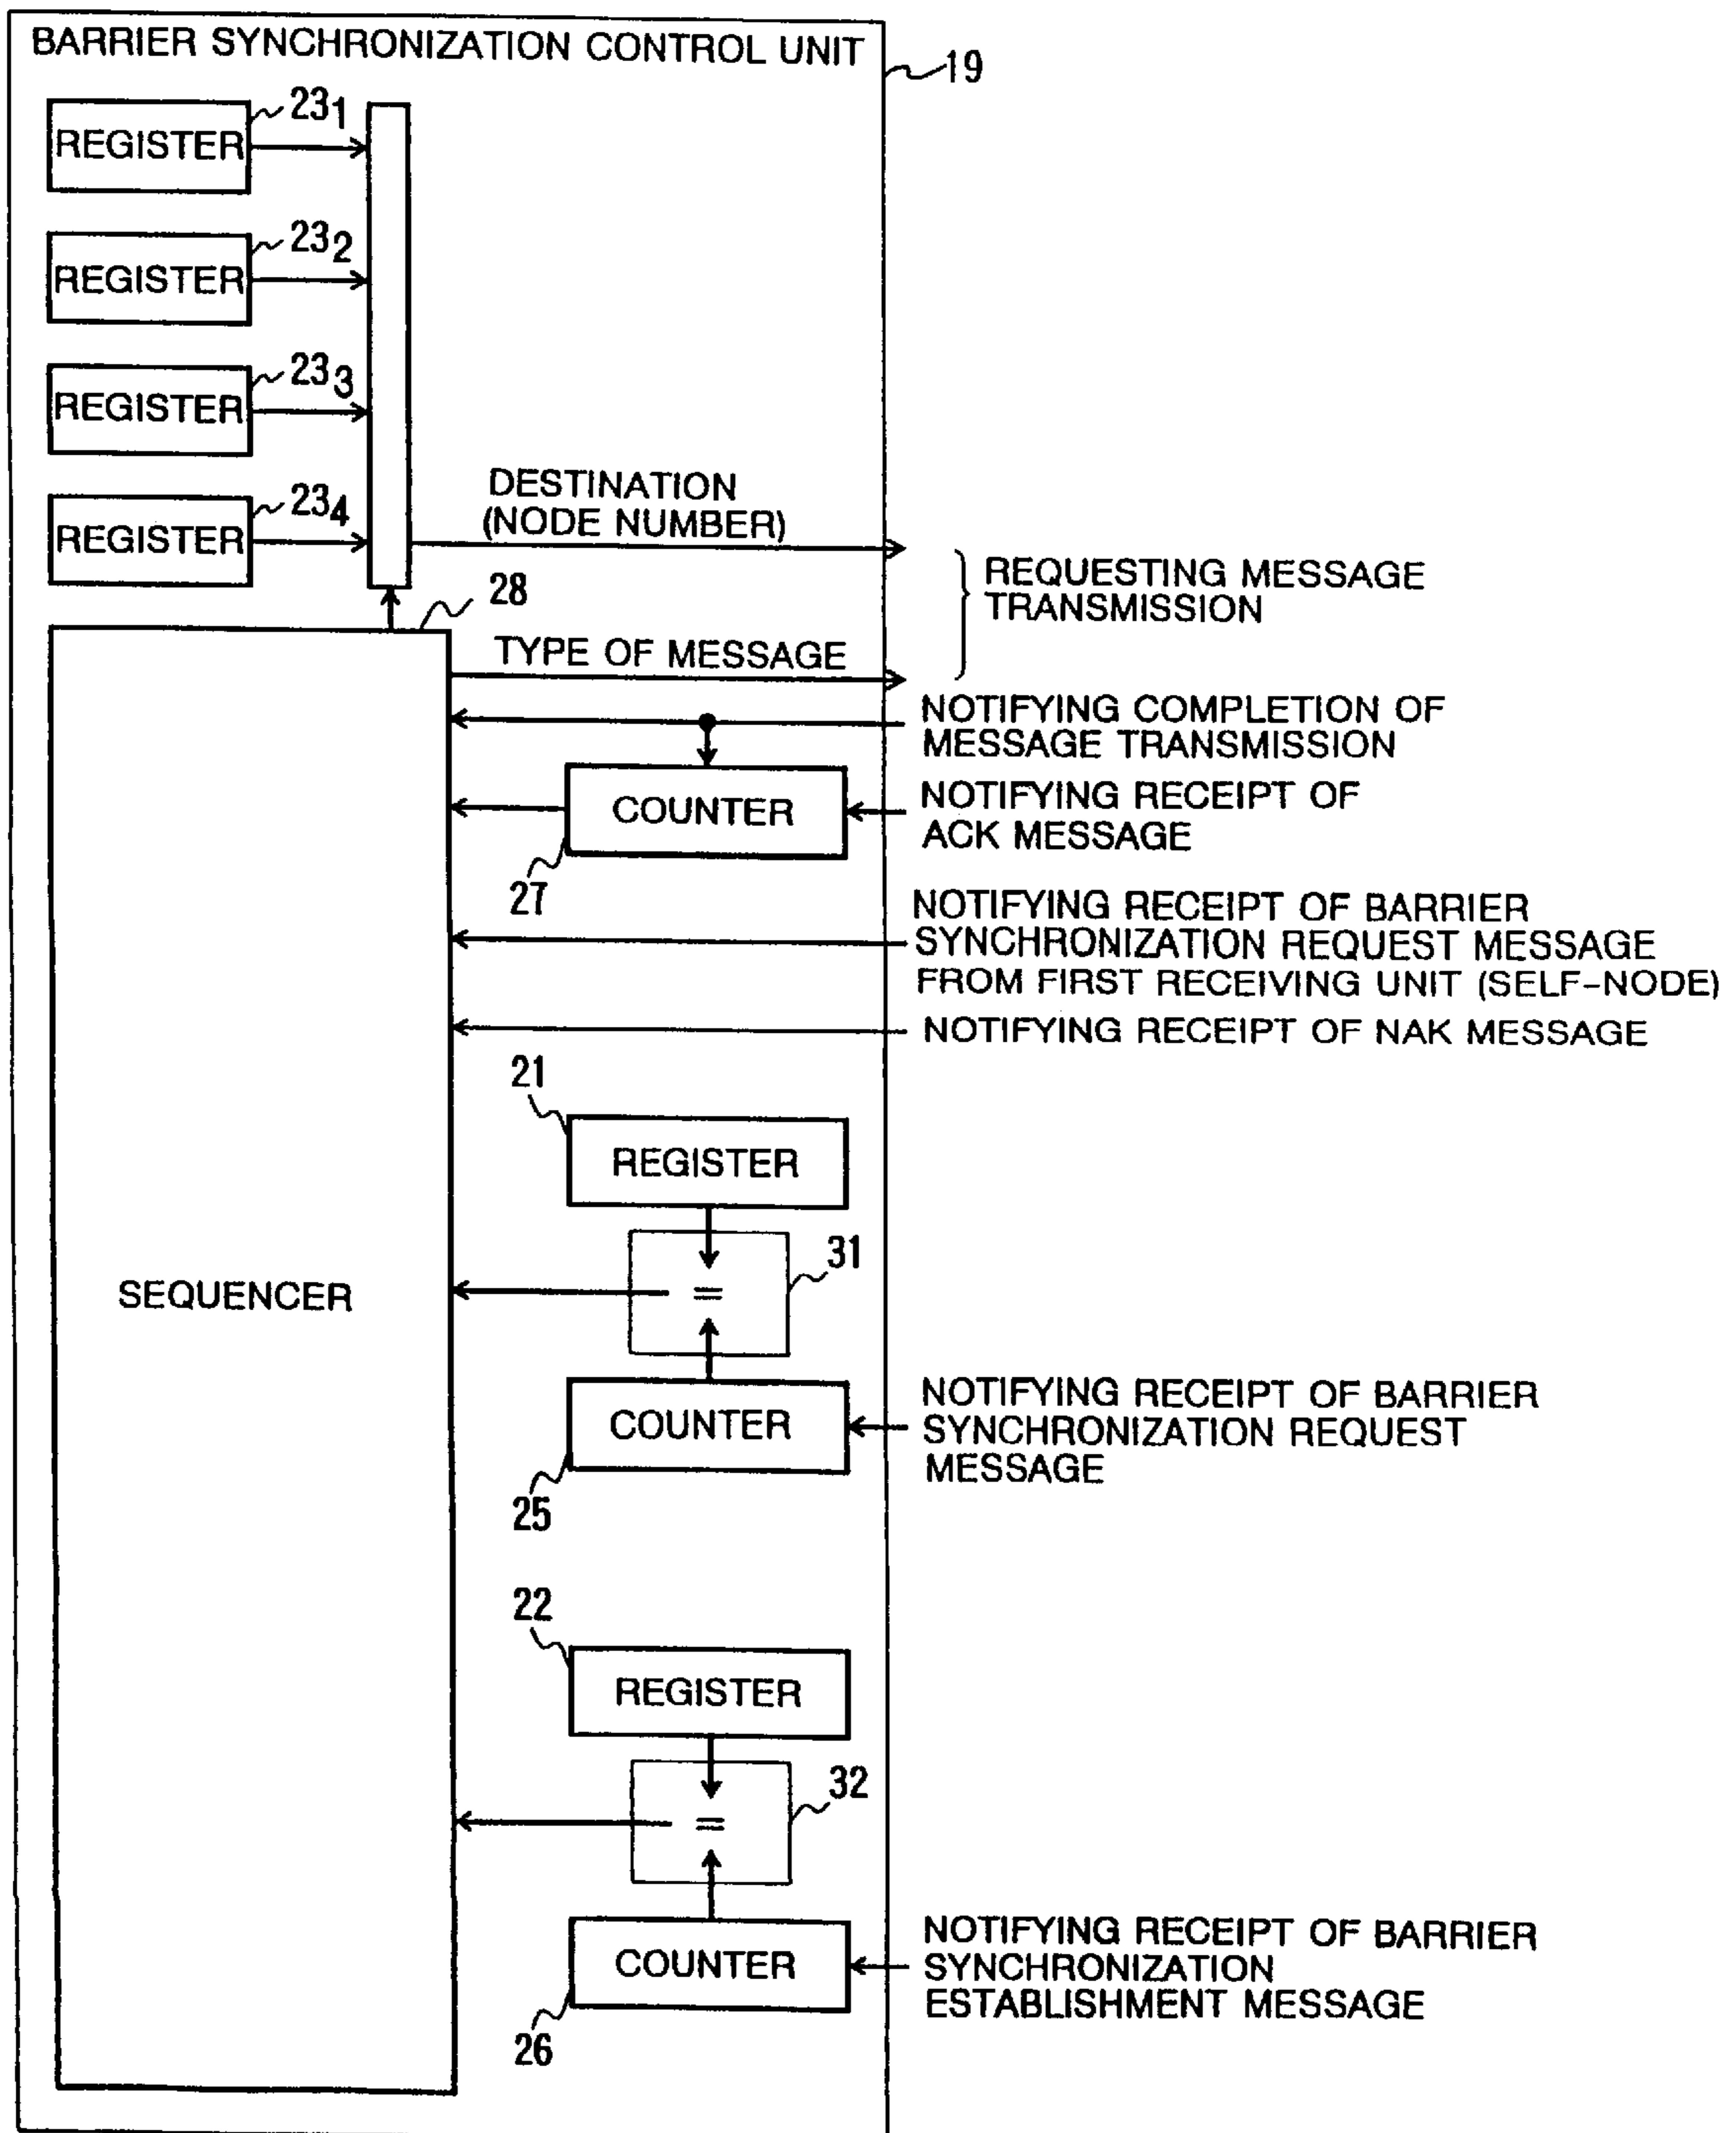 BARRIER SYNCHRONIZATION CONTROL UNIT
19
REGISTER
23₁
REGISTER
23₂
REGISTER
23₃
REGISTER
23₄
DESTINATION
(NODE NUMBER)
REQUESTING MESSAGE
TRANSMISSION
28
TYPE OF MESSAGE
NOTIFYING COMPLETION OF
MESSAGE TRANSMISSION
COUNTER
27
NOTIFYING RECEIPT OF
ACK MESSAGE
NOTIFYING RECEIPT OF BARRIER
SYNCHRONIZATION REQUEST MESSAGE
FROM FIRST RECEIVING UNIT (SELF-NODE)
NOTIFYING RECEIPT OF NAK MESSAGE
21
REGISTER
31
=
SEQUENCER
COUNTER
25
NOTIFYING RECEIPT OF BARRIER
SYNCHRONIZATION REQUEST
MESSAGE
22
REGISTER
32
=
COUNTER
26
NOTIFYING RECEIPT OF BARRIER
SYNCHRONIZATION
ESTABLISHMENT MESSAGE